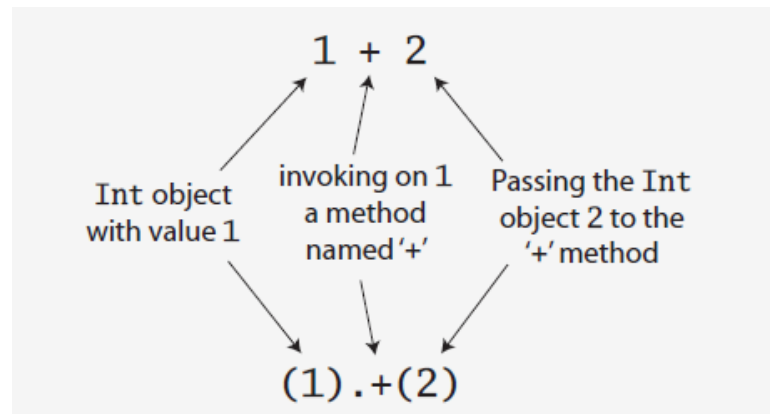 1 + 2
Int object
with value 1
invoking on 1
a method
named ‘+’
Passing the Int
object 2 to the
‘+’ method
(1).+(2)